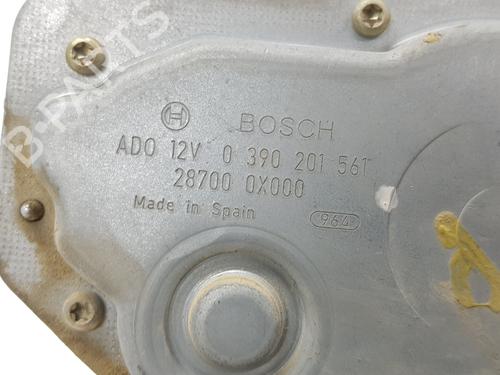 BOSCH
ADO 12V 0 390 201 561
28700 0X000
Made in Spain 964
B-PARTS